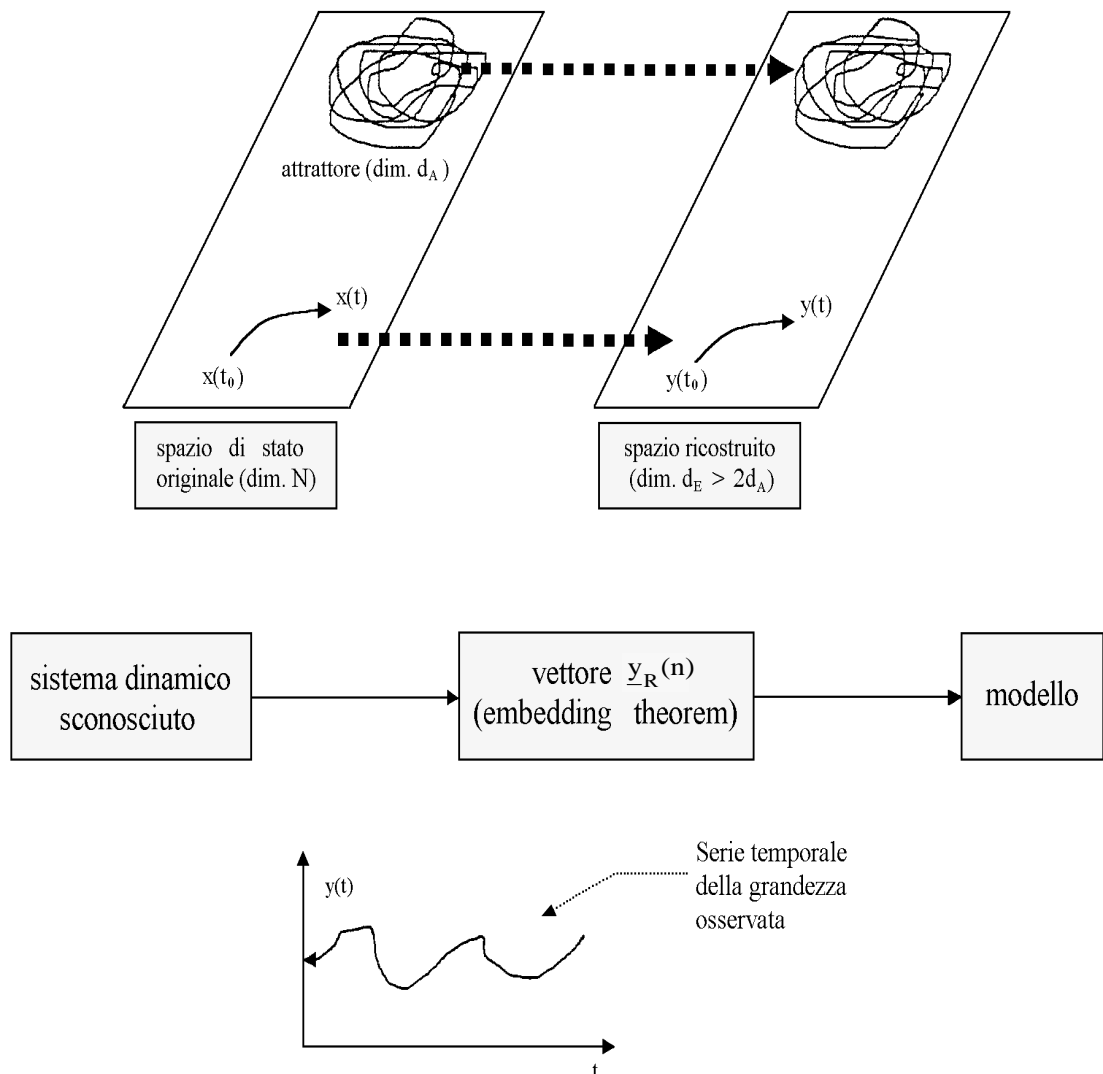 attrattore (dim. d_A )
x(t)
x(t₀)
y(t)
y(t₀)
spazio di stato
originale (dim. N)
spazio ricostruito
(dim. d_E > 2d_A)
sistema dinamico
sconosciuto
vettore y_R(n)
(embedding theorem)
modello
y(t)
Serie temporale
della grandezza
osservata
t